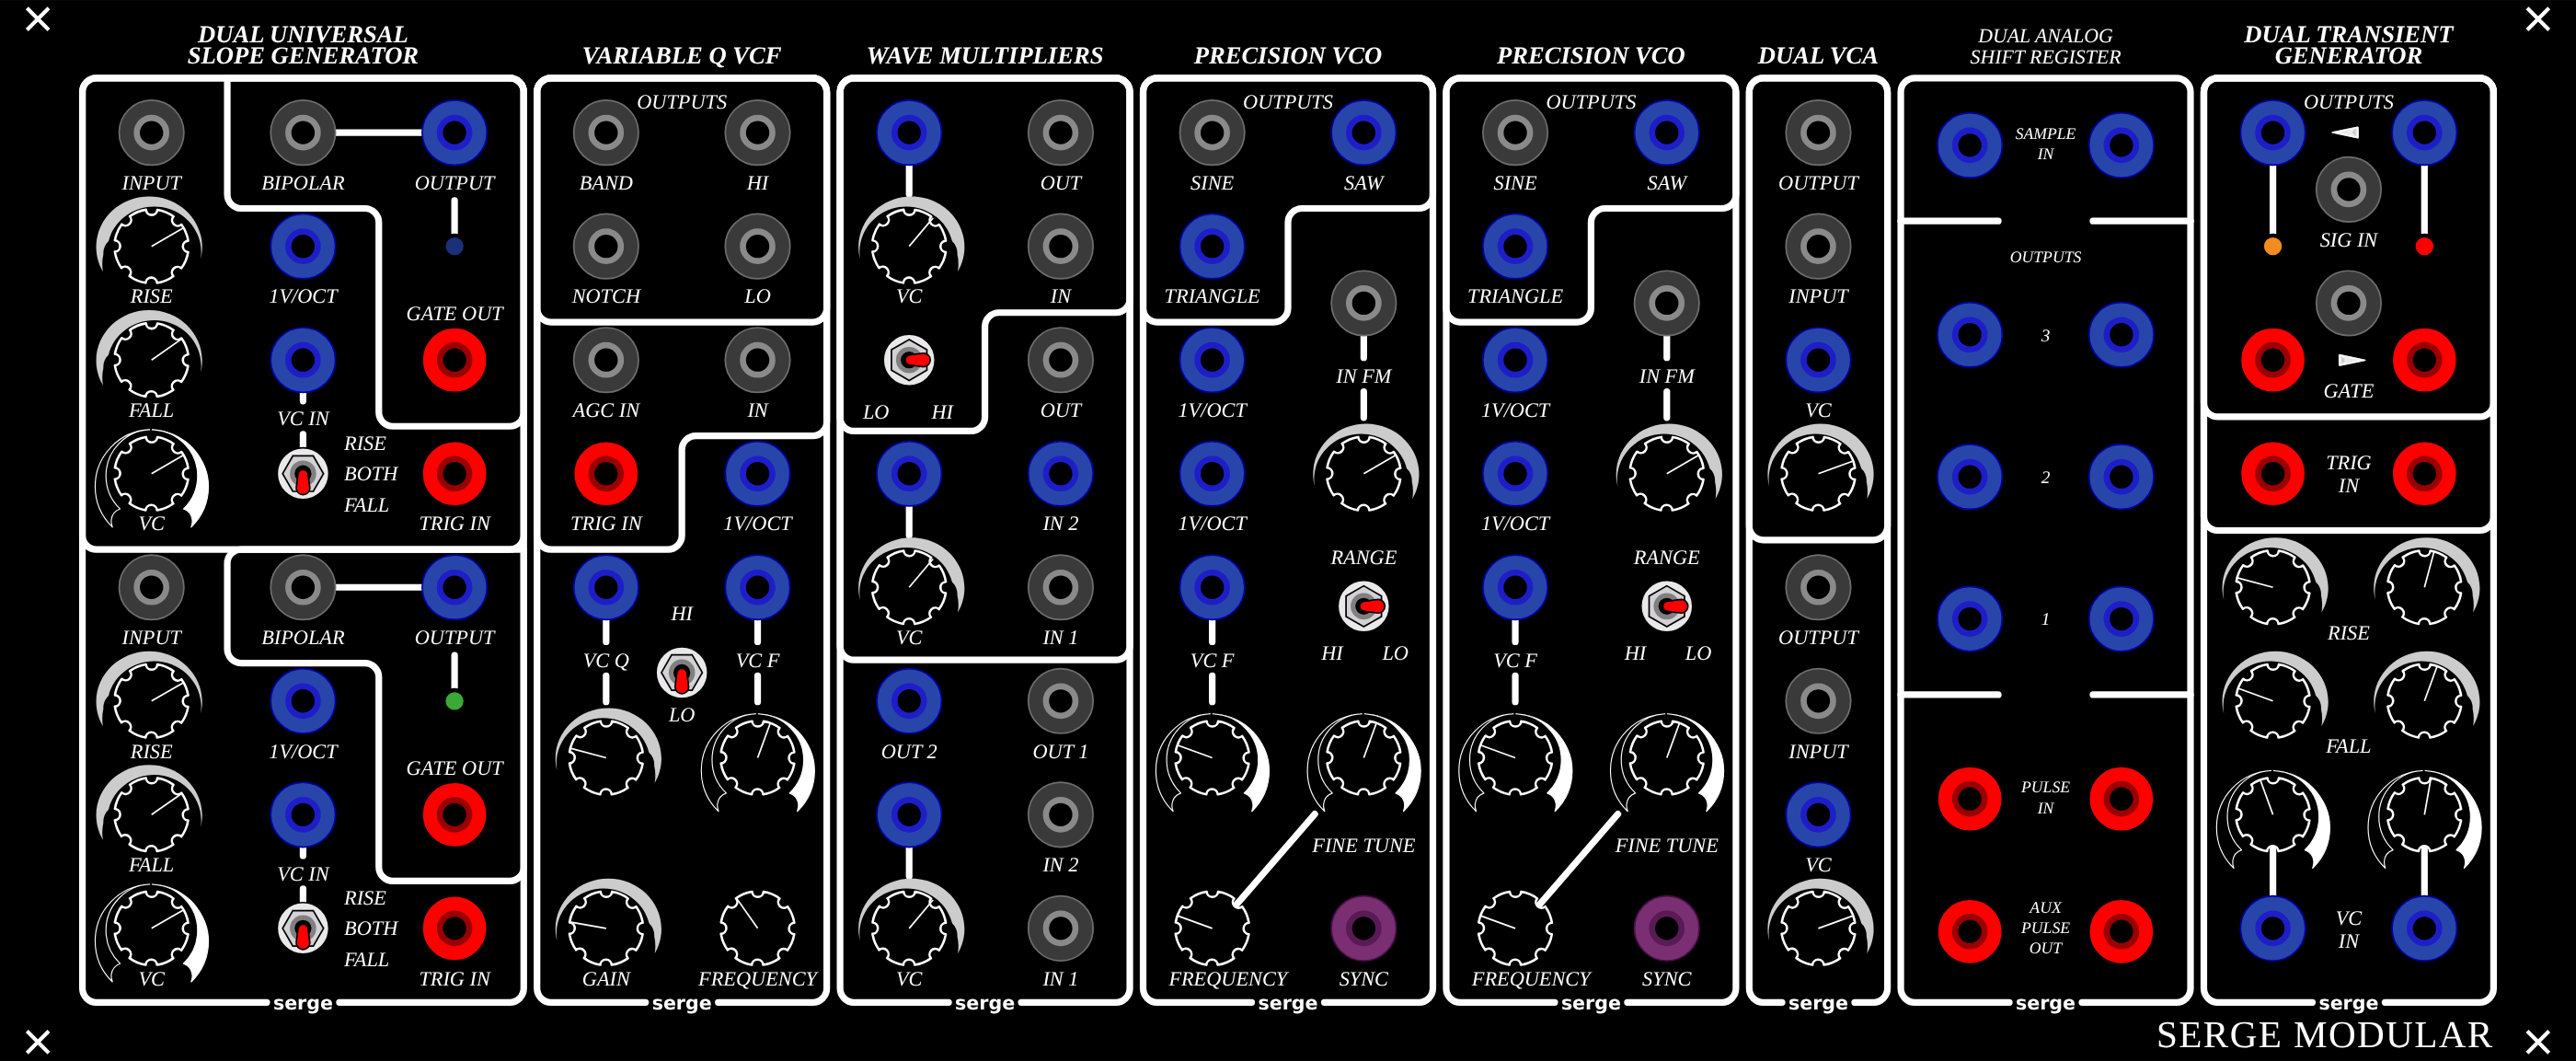 DUAL UNIVERSAL
SLOPE GENERATOR
INPUT
BIPOLAR
OUTPUT
RISE
1V/OCT
GATE OUT
FALL
VC IN
RISE
BOTH
FALL
VC
TRIG IN
INPUT
BIPOLAR
OUTPUT
RISE
1V/OCT
GATE OUT
FALL
VC IN
RISE
BOTH
FALL
VC
TRIG IN
serge
VARIABLE Q VCF
OUTPUTS
BAND
HI
NOTCH
LO
AGC IN
IN
TRIG IN
1V/OCT
HI
VC Q
VC F
LO
GAIN
FREQUENCY
serge
WAVE MULTIPLIERS
OUT
VC
IN
LO
HI
OUT
IN 2
VC
IN 1
OUT 2
OUT 1
IN 2
VC
IN 1
serge
PRECISION VCO
OUTPUTS
SINE
SAW
TRIANGLE
IN FM
1V/OCT
1V/OCT
RANGE
HI
LO
VC F
FINE TUNE
FREQUENCY
SYNC
serge
PRECISION VCO
OUTPUTS
SINE
SAW
TRIANGLE
IN FM
1V/OCT
1V/OCT
RANGE
HI
LO
VC F
FINE TUNE
FREQUENCY
SYNC
serge
DUAL VCA
OUTPUT
INPUT
VC
OUTPUT
INPUT
VC
serge
DUAL ANALOG
SHIFT REGISTER
SAMPLE
IN
OUTPUTS
3
2
1
PULSE
IN
AUX
PULSE
OUT
serge
DUAL TRANSIENT
GENERATOR
OUTPUTS
SIG IN
GATE
TRIG
IN
RISE
FALL
VC
IN
serge
SERGE MODULAR